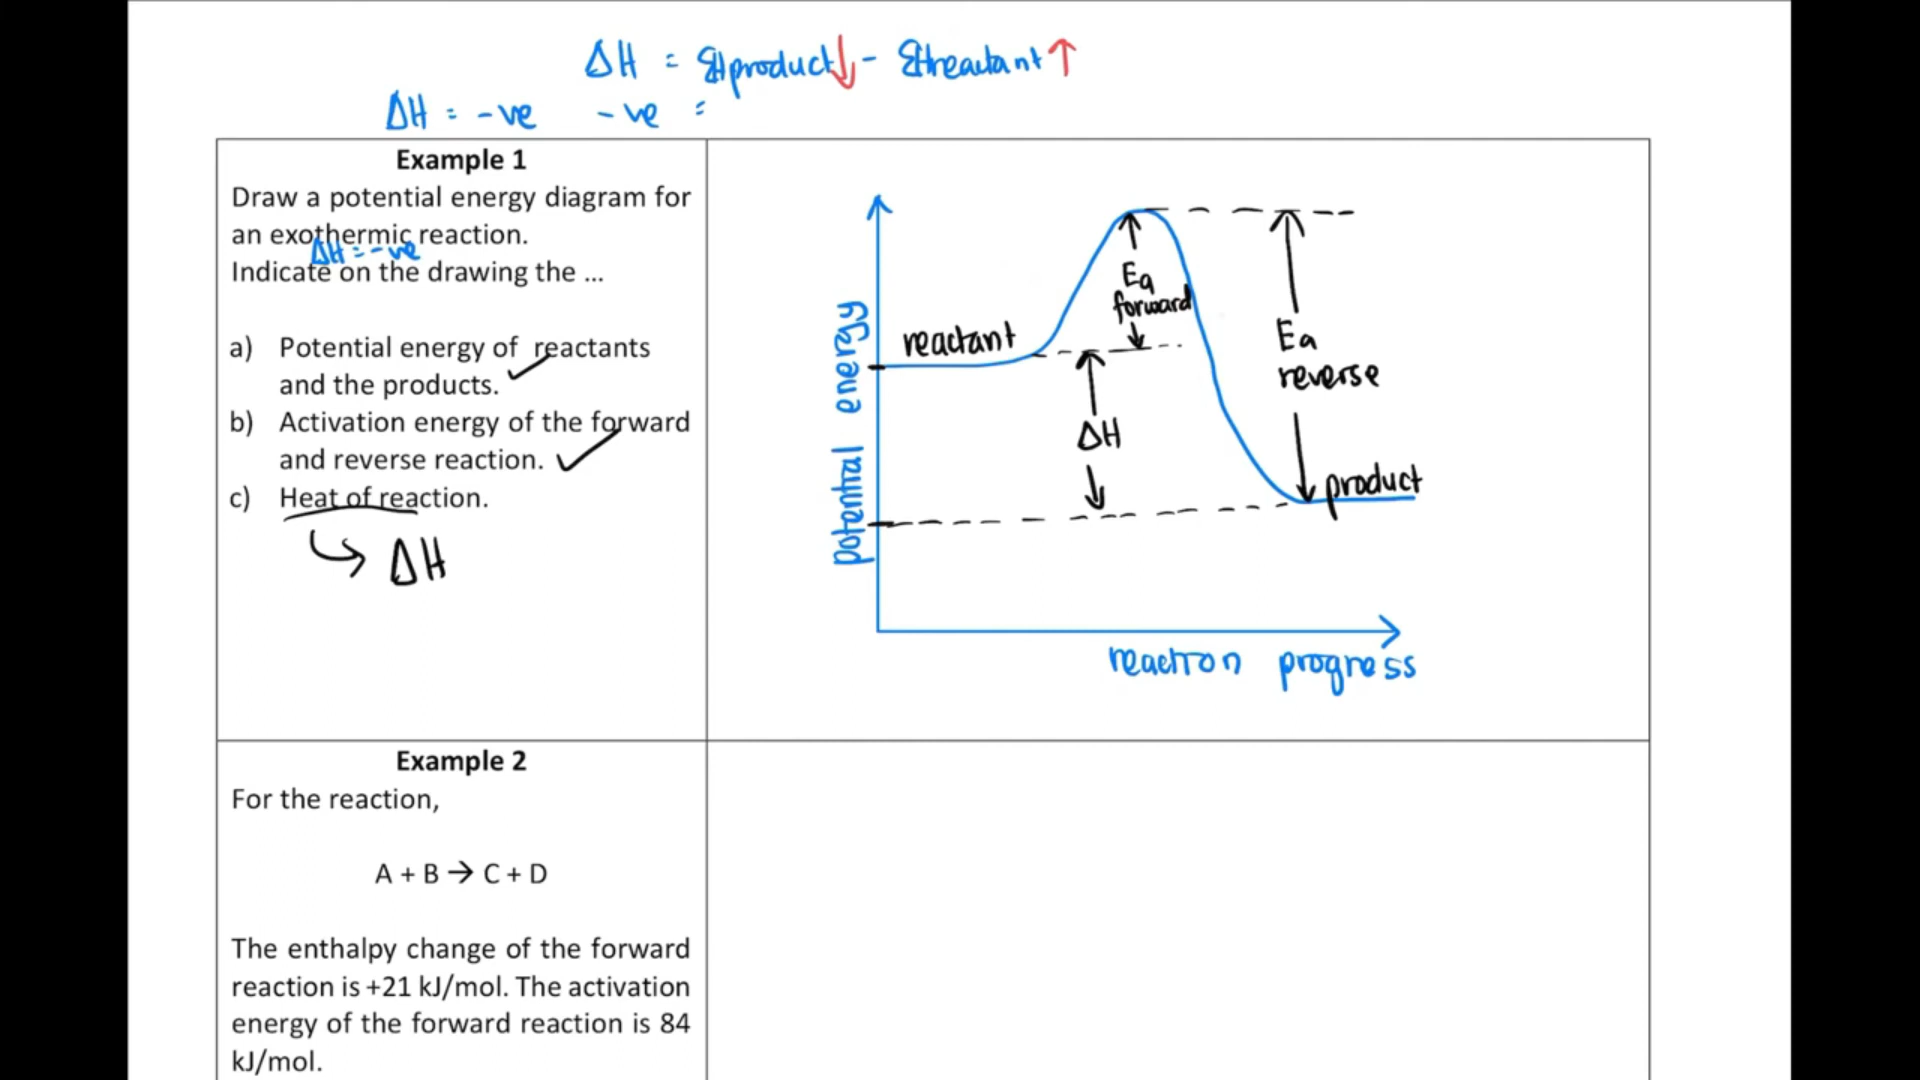 ΔH = ΣHproduct↓ - ΣHreactant↑
ΔH = -ve -ve =
Example 1
Draw a potential energy diagram for
an exothermic reaction.
ΔH = -ve
Indicate on the drawing the ...
a) Potential energy of reactants
and the products.
b) Activation energy of the forward
and reverse reaction.
c) Heat of reaction.
ΔH
potential energy
reactant
Ea
forward
ΔH
Ea
reverse
product
reaction progress
Example 2
For the reaction,
A + B → C + D
The enthalpy change of the forward
reaction is +21 kJ/mol. The activation
energy of the forward reaction is 84
kJ/mol.